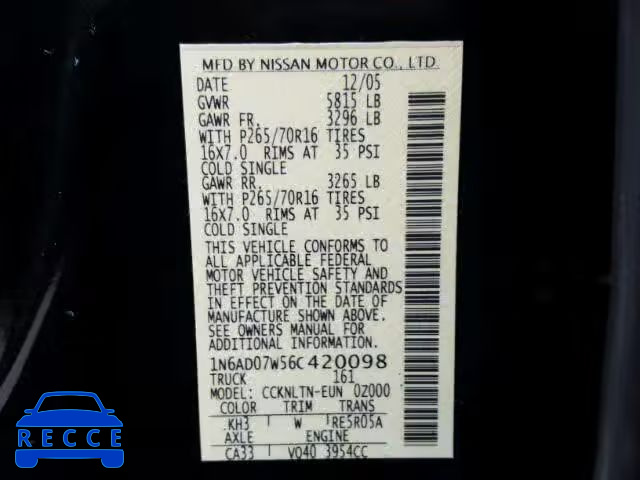 MFD BY NISSAN MOTOR CO., LTD.
DATE 12/05
GVWR 5815 LB
GAWR FR. 3296 LB
WITH P265/70R16 TIRES
16X7.0 RIMS AT 35 PSI
COLD SINGLE
GAWR RR. 3265 LB
WITH P265/70R16 TIRES
16X7.0 RIMS AT 35 PSI
COLD SINGLE
THIS VEHICLE CONFORMS TO
ALL APPLICABLE FEDERAL
MOTOR VEHICLE SAFETY AND
THEFT PREVENTION STANDARDS
IN EFFECT ON THE DATE OF
MANUFACTURE SHOWN ABOVE.
SEE OWNERS MANUAL FOR
ADDITIONAL INFORMATION.
1N6AD07W56C420098
TRUCK 161
MODEL: CCKNLTN-EUN 0Z000
COLOR TRIM TRANS
KH3 W RE5R05A
AXLE ENGINE
CA33 VQ40 3954CC
RECCE